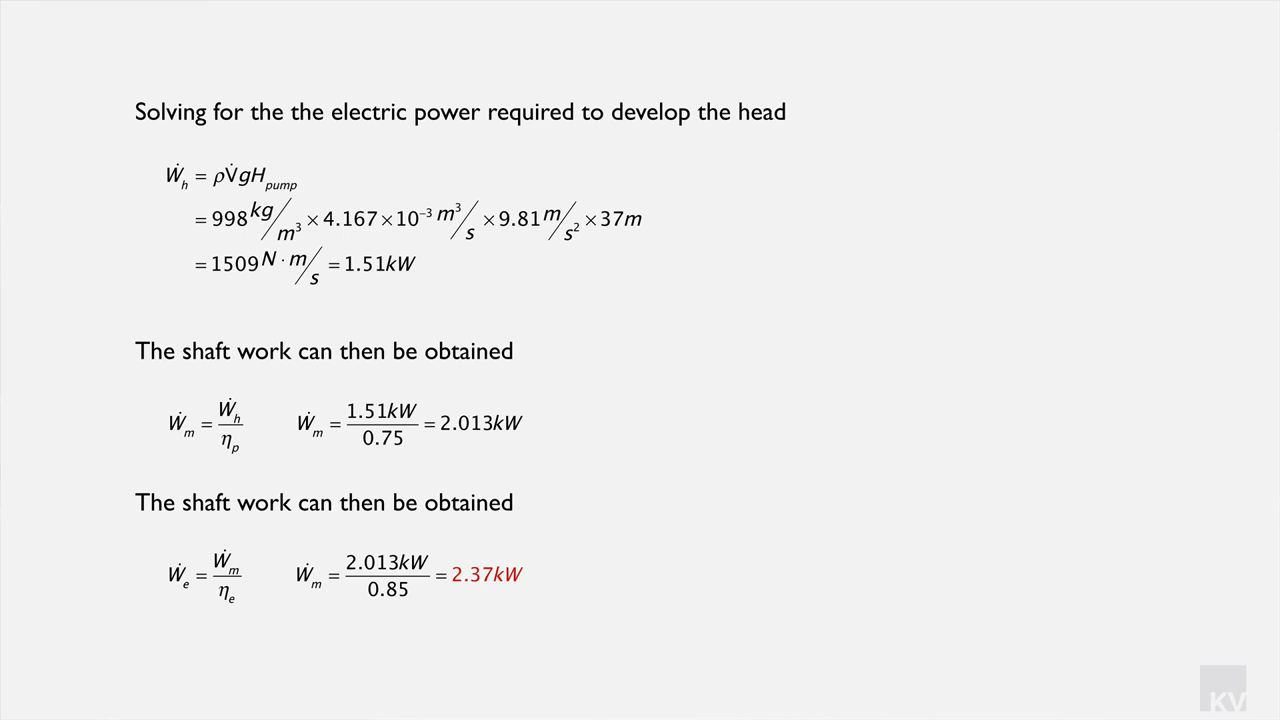 Solving for the the electric power required to develop the head
Ẇh = ρV̇gHpump
= 998 kg/m³ × 4.167 × 10⁻³ m³/s × 9.81 m/s² × 37m
= 1509 N · m/s = 1.51kW
The shaft work can then be obtained
Ẇm = Ẇh/ηp Ẇm = 1.51kW/0.75 = 2.013kW
The shaft work can then be obtained
Ẇe = Ẇm/ηe Ẇm = 2.013kW/0.85 = 2.37kW
KV